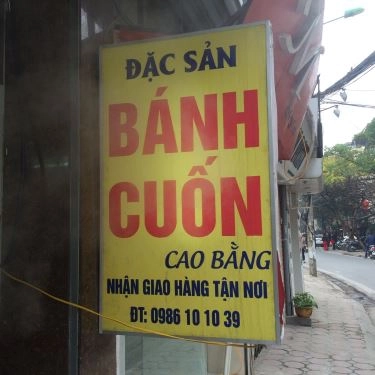 ĐẶC SẢN
BÁNH
CUỐN
CAO BẰNG
NHẬN GIAO HÀNG TẬN NƠI
ĐT: 0986 10 10 39